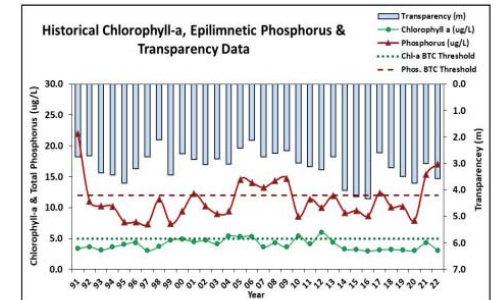 Historical Chlorophyll-a, Epilimnetic Phosphorus &
Transparency Data
Transparency (m)
Chlorophyll a (ug/L)
Phosphorus (ug/L)
Chl-a BTC Threshold
Phos. BTC Threshold
Chlorophyll-a & Total Phosphorus (ug/L)
30.0
25.0
20.0
15.0
10.0
5.0
0.0
0.0
1.0
2.0
3.0
4.0
5.0
6.0
7.0
Transparencey (m)
91 92 93 94 95 96 97 98 99 00 01 02 03 04 05 06 07 08 09 10 11 12 13 14 15 16 17 18 19 20 21 22
Year